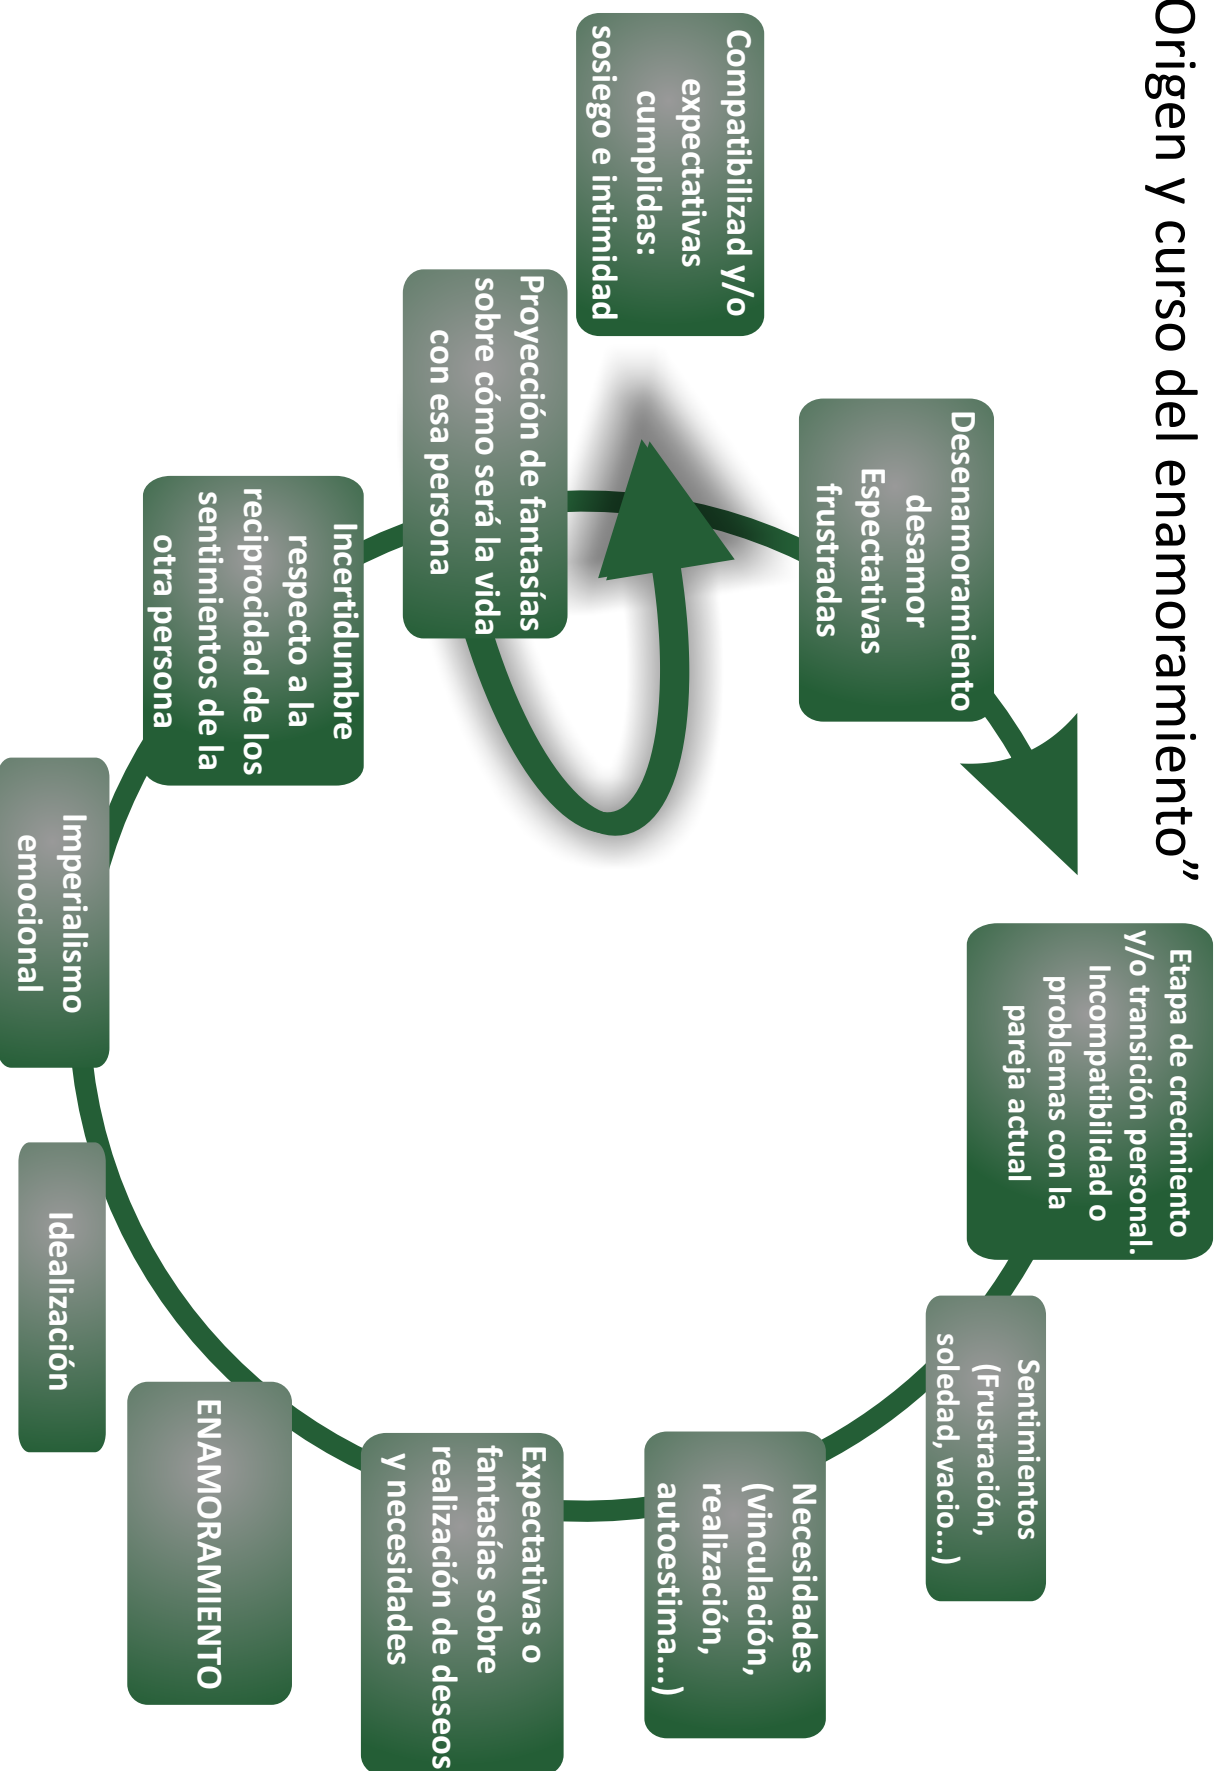 Origen y curso del enamoramiento”
Etapa de crecimiento
y/o transición personal.
Incompatibilidad o
problemas con la
pareja actual
Sentimientos
(Frustración,
soledad, vacio...)
Necesidades
(vinculación,
realización,
autoestima...)
Expectativas o
fantasías sobre
realización de deseos
y necesidades
ENAMORAMIENTO
Idealización
Imperialismo
emocional
Incertidumbre
respecto a la
reciprocidad de los
sentimientos de la
otra persona
Proyección de fantasías
sobre cómo será la vida
con esa persona
Compatibilizad y/o
expectativas
cumplidas:
sosiego e intimidad
Desenamoramiento
desamor
Espectativas
frustradas